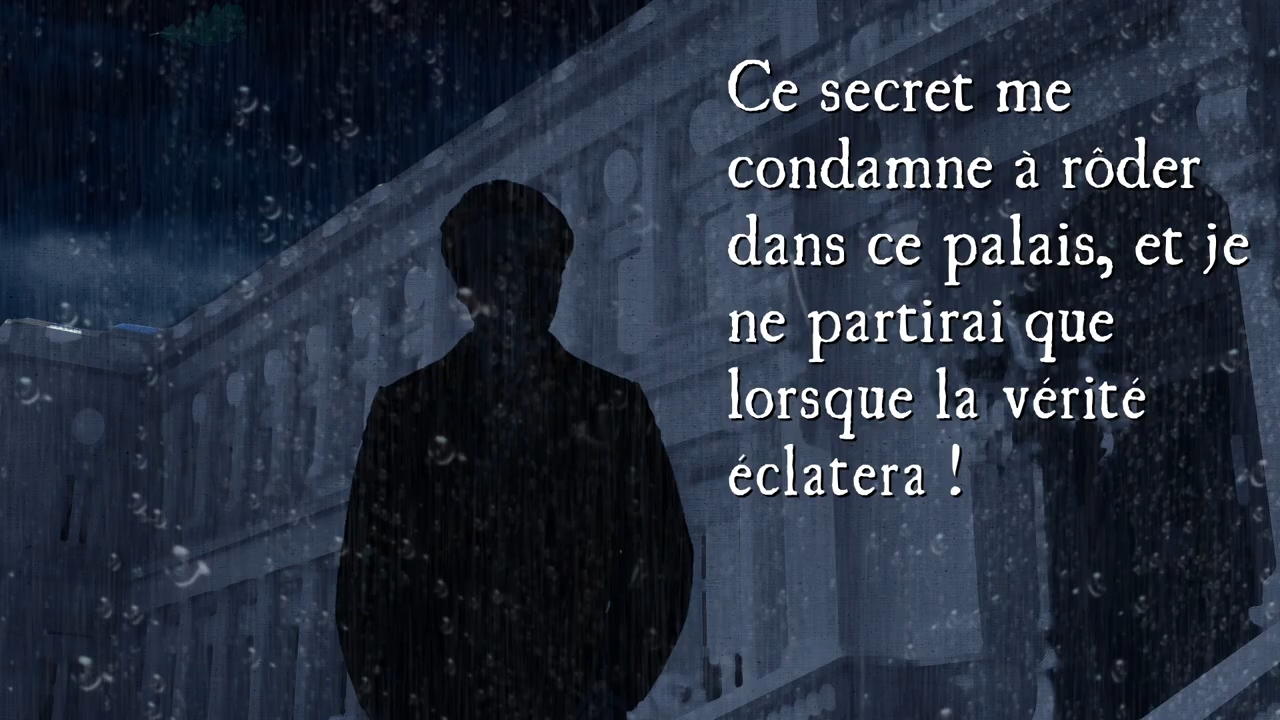 Ce secret me
condamne à rôder
dans ce palais, et je
ne partirai que
lorsque la vérité
éclatera !